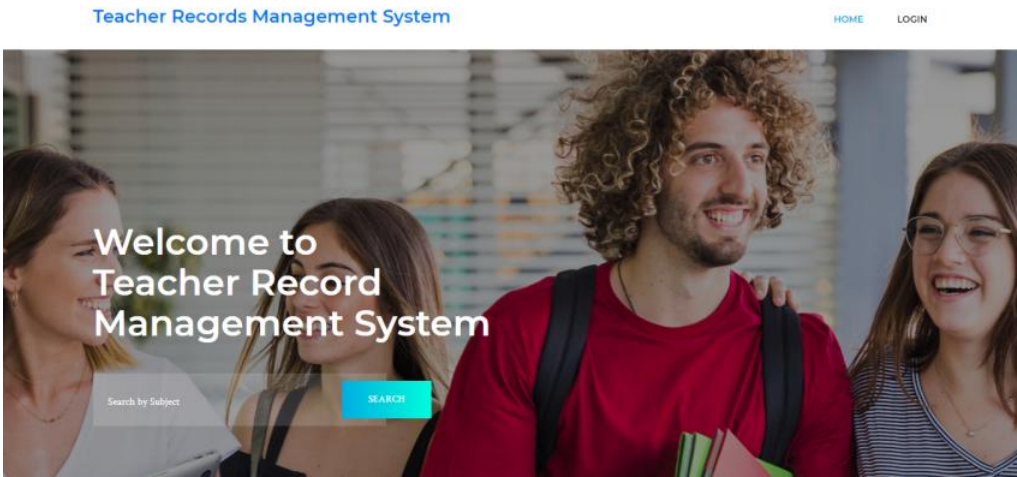 Teacher Records Management System
HOME LOGIN
Welcome to
Teacher Record
Management System
Search by Subject
SEARCH